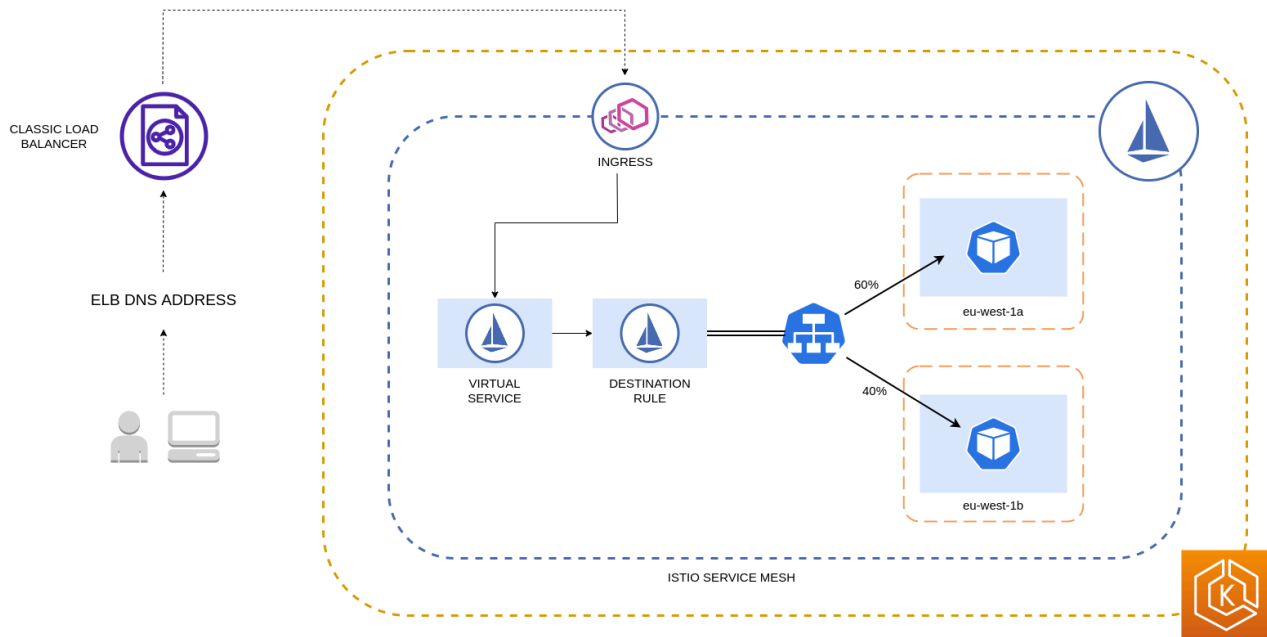 CLASSIC LOAD
BALANCER
INGRESS
ELB DNS ADDRESS
60%
eu-west-1a
VIRTUAL
SERVICE
DESTINATION
RULE
40%
eu-west-1b
ISTIO SERVICE MESH
K